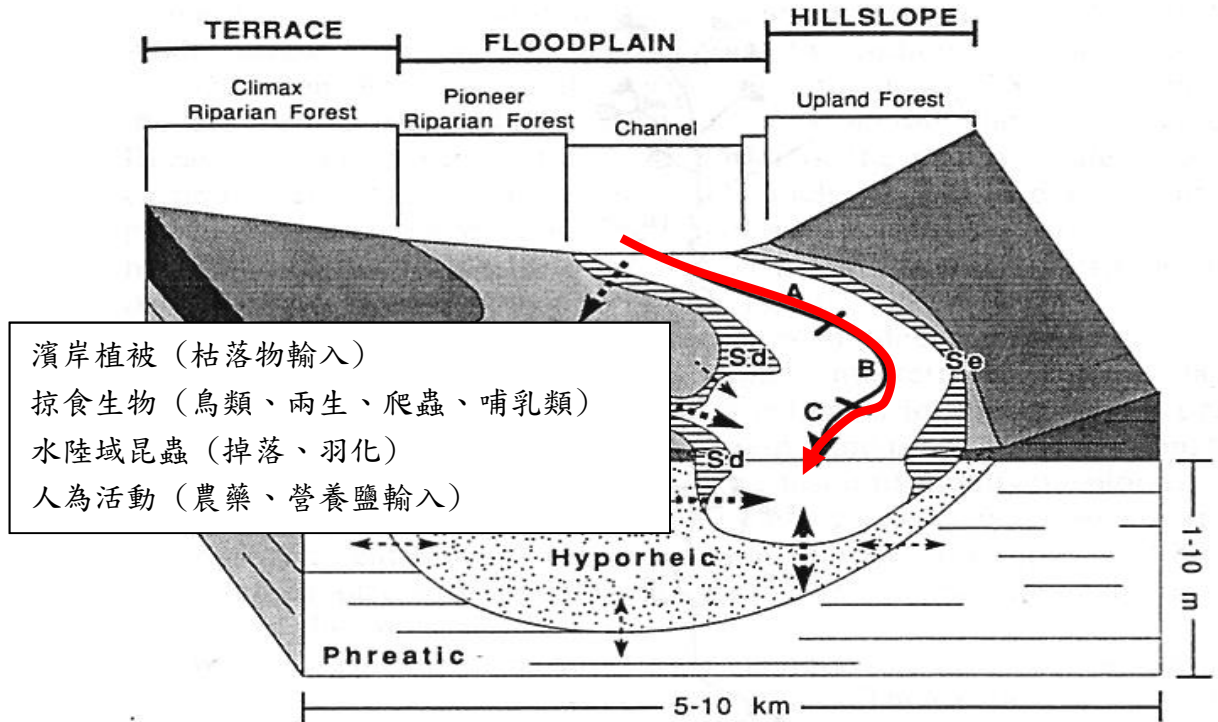 TERRACE
FLOODPLAIN
HILLSLOPE
Climax
Riparian Forest
Pioneer
Riparian Forest
Channel
Upland Forest
A
B
C
Sd
Se
Sd
濱岸植被（枯落物輸入）
掠食生物（鳥類、兩生、爬蟲、哺乳類）
水陸域昆蟲（掉落、羽化）
人為活動（農藥、營養鹽輸入）
Hyporheic
Phreatic
1-10 m
5-10 km